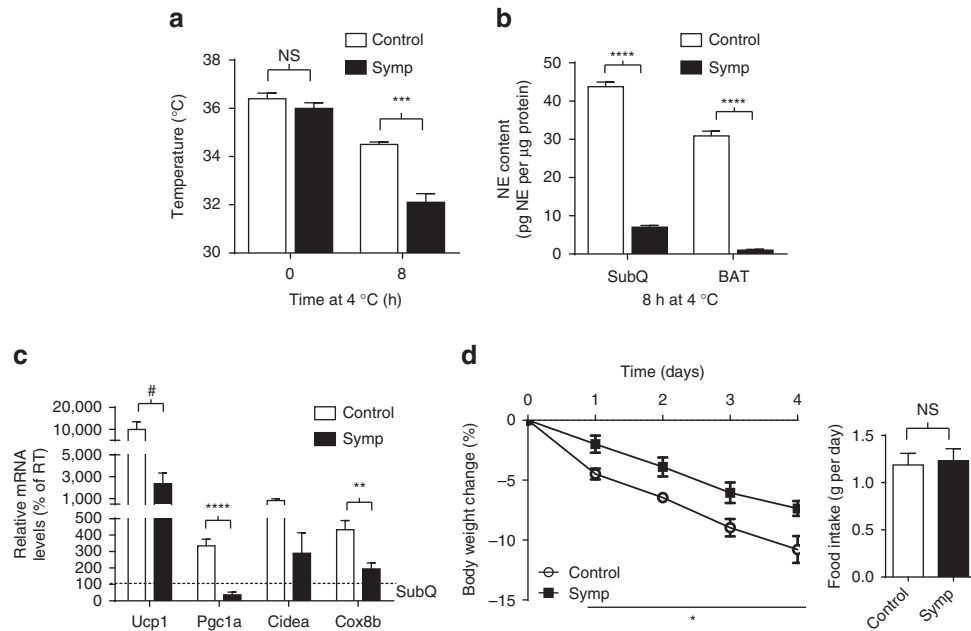 a
Control
Symp
NS
***
38
36
34
32
30
Temperature (°C)
0
8
Time at 4 °C (h)
b
Control
Symp
****
****
50
40
30
20
10
0
NE content
(pg NE per μg protein)
SubQ
BAT
8 h at 4 °C
c
Control
Symp
#
****
**
20,000
10,000
5,000
3,000
1,000
500
400
300
200
100
0
Relative mRNA
levels (% of RT)
SubQ
Ucp1
Pgc1a
Cidea
Cox8b
d
Time (days)
0
1
2
3
4
0
−5
−10
−15
Body weight change (%)
Control
Symp
*
NS
1.5
1.0
0.5
0.0
Food intake (g per day)
Control
Symp